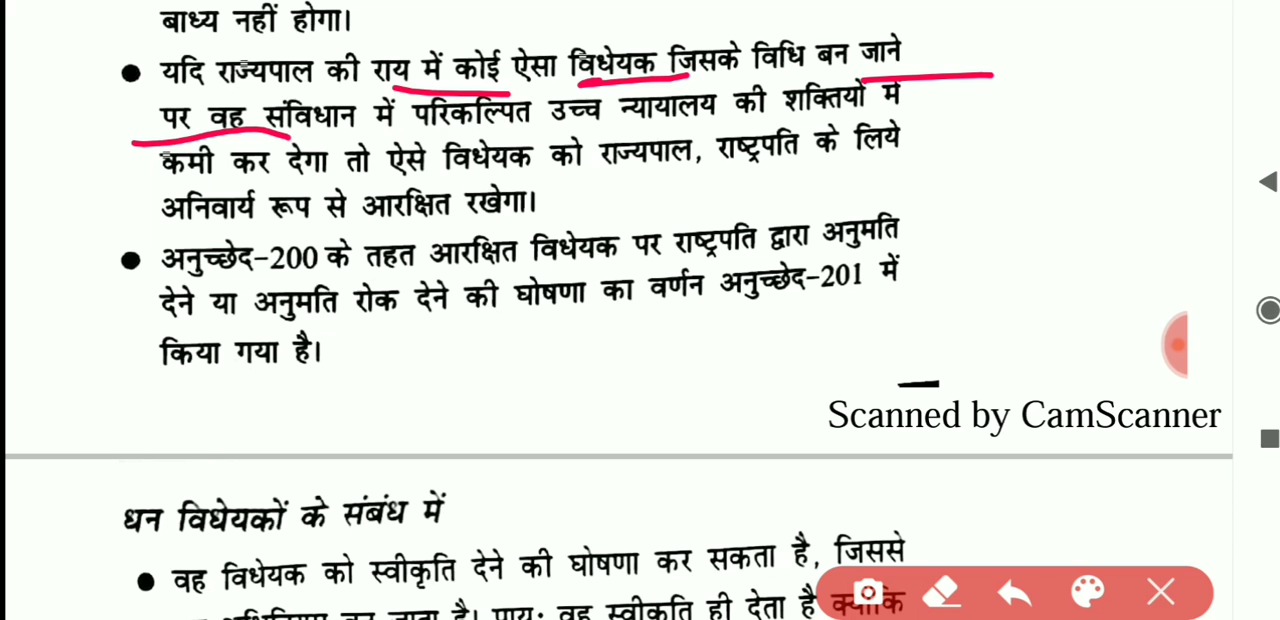 बाध्य नहीं होगा।
● यदि राज्यपाल की राय में कोई ऐसा विधेयक जिसके विधि बन जाने
पर वह संविधान में परिकल्पित उच्च न्यायालय की शक्तियों में
कमी कर देगा तो ऐसे विधेयक को राज्यपाल, राष्ट्रपति के लिये
अनिवार्य रूप से आरक्षित रखेगा।
● अनुच्छेद-200 के तहत आरक्षित विधेयक पर राष्ट्रपति द्वारा अनुमति
देने या अनुमति रोक देने की घोषणा का वर्णन अनुच्छेद-201 में
किया गया है।
Scanned by CamScanner
धन विधेयकों के संबंध में
● वह विधेयक को स्वीकृति देने की घोषणा कर सकता है, जिससे
जाता है। प्राय: वह स्वीकृति ही देता है क्योंकि